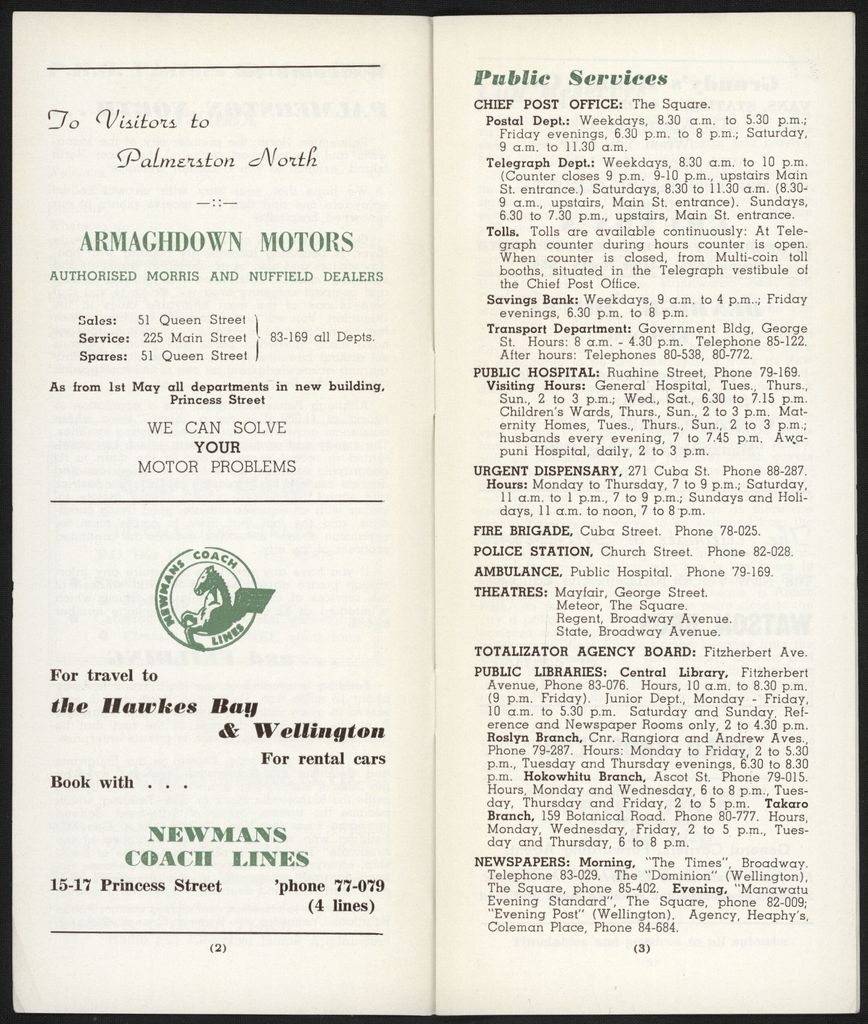 To Visitors to
Palmerston North
—::—
ARMAGHDOWN MOTORS
AUTHORISED MORRIS AND NUFFIELD DEALERS
Sales: 51 Queen Street
Service: 225 Main Street } 83-169 all Depts.
Spares: 51 Queen Street
As from 1st May all departments in new building,
Princess Street
WE CAN SOLVE
YOUR
MOTOR PROBLEMS
NEWMANS COACH
LINES
For travel to
the Hawkes Bay
& Wellington
For rental cars
Book with . . .
NEWMANS
COACH LINES
15-17 Princess Street 'phone 77-079
(4 lines)
(2)
Public Services
CHIEF POST OFFICE: The Square.
Postal Dept.: Weekdays, 8.30 a.m. to 5.30 p.m.;
Friday evenings, 6.30 p.m. to 8 p.m.; Saturday,
9 a.m. to 11.30 a.m.
Telegraph Dept.: Weekdays, 8.30 a.m. to 10 p.m.
(Counter closes 9 p.m. 9-10 p.m., upstairs Main
St. entrance.) Saturdays, 8.30 to 11.30 a.m. (8.30-
9 a.m., upstairs, Main St. entrance). Sundays,
6.30 to 7.30 p.m., upstairs, Main St. entrance.
Tolls. Tolls are available continuously: At Tele-
graph counter during hours counter is open.
When counter is closed, from Multi-coin toll
booths, situated in the Telegraph vestibule of
the Chief Post Office.
Savings Bank: Weekdays, 9 a.m. to 4 p.m..; Friday
evenings, 6.30 p.m. to 8 p.m.
Transport Department: Government Bldg, George
St. Hours: 8 a.m. - 4.30 p.m. Telephone 85-122.
After hours: Telephones 80-538, 80-772.
PUBLIC HOSPITAL: Ruahine Street, Phone 79-169.
Visiting Hours: General Hospital, Tues., Thurs.,
Sun., 2 to 3 p.m.; Wed., Sat., 6.30 to 7.15 p.m.
Children's Wards, Thurs., Sun., 2 to 3 p.m. Mat-
ernity Homes, Tues., Thurs., Sun., 2 to 3 p.m.;
husbands every evening, 7 to 7.45 p.m. Awa-
puni Hospital, daily, 2 to 3 p.m.
URGENT DISPENSARY, 271 Cuba St. Phone 88-287.
Hours: Monday to Thursday, 7 to 9 p.m.; Saturday,
11 a.m. to 1 p.m., 7 to 9 p.m.; Sundays and Holi-
days, 11 a.m. to noon, 7 to 8 p.m.
FIRE BRIGADE, Cuba Street. Phone 78-025.
POLICE STATION, Church Street. Phone 82-028.
AMBULANCE, Public Hospital. Phone 79-169.
THEATRES: Mayfair, George Street.
Meteor, The Square.
Regent, Broadway Avenue.
State, Broadway Avenue.
TOTALIZATOR AGENCY BOARD: Fitzherbert Ave.
PUBLIC LIBRARIES: Central Library, Fitzherbert
Avenue, Phone 83-076. Hours, 10 a.m. to 8.30 p.m.
(9 p.m. Friday). Junior Dept., Monday - Friday,
10 a.m. to 5.30 p.m. Saturday and Sunday, Ref-
erence and Newspaper Rooms only, 2 to 4.30 p.m.
Roslyn Branch, Cnr. Rangiora and Andrew Aves.,
Phone 79-287. Hours: Monday to Friday, 2 to 5.30
p.m., Tuesday and Thursday evenings, 6.30 to 8.30
p.m. Hokowhitu Branch, Ascot St. Phone 79-015.
Hours, Monday and Wednesday, 6 to 8 p.m., Tues-
day, Thursday and Friday, 2 to 5 p.m. Takaro
Branch, 159 Botanical Road. Phone 80-777. Hours,
Monday, Wednesday, Friday, 2 to 5 p.m., Tues-
day and Thursday, 6 to 8 p.m.
NEWSPAPERS: Morning, "The Times", Broadway.
Telephone 83-029. The "Dominion" (Wellington),
The Square, phone 85-402. Evening, "Manawatu
Evening Standard", The Square, phone 82-009;
"Evening Post" (Wellington). Agency, Heaphy's,
Coleman Place, Phone 84-684.
(3)